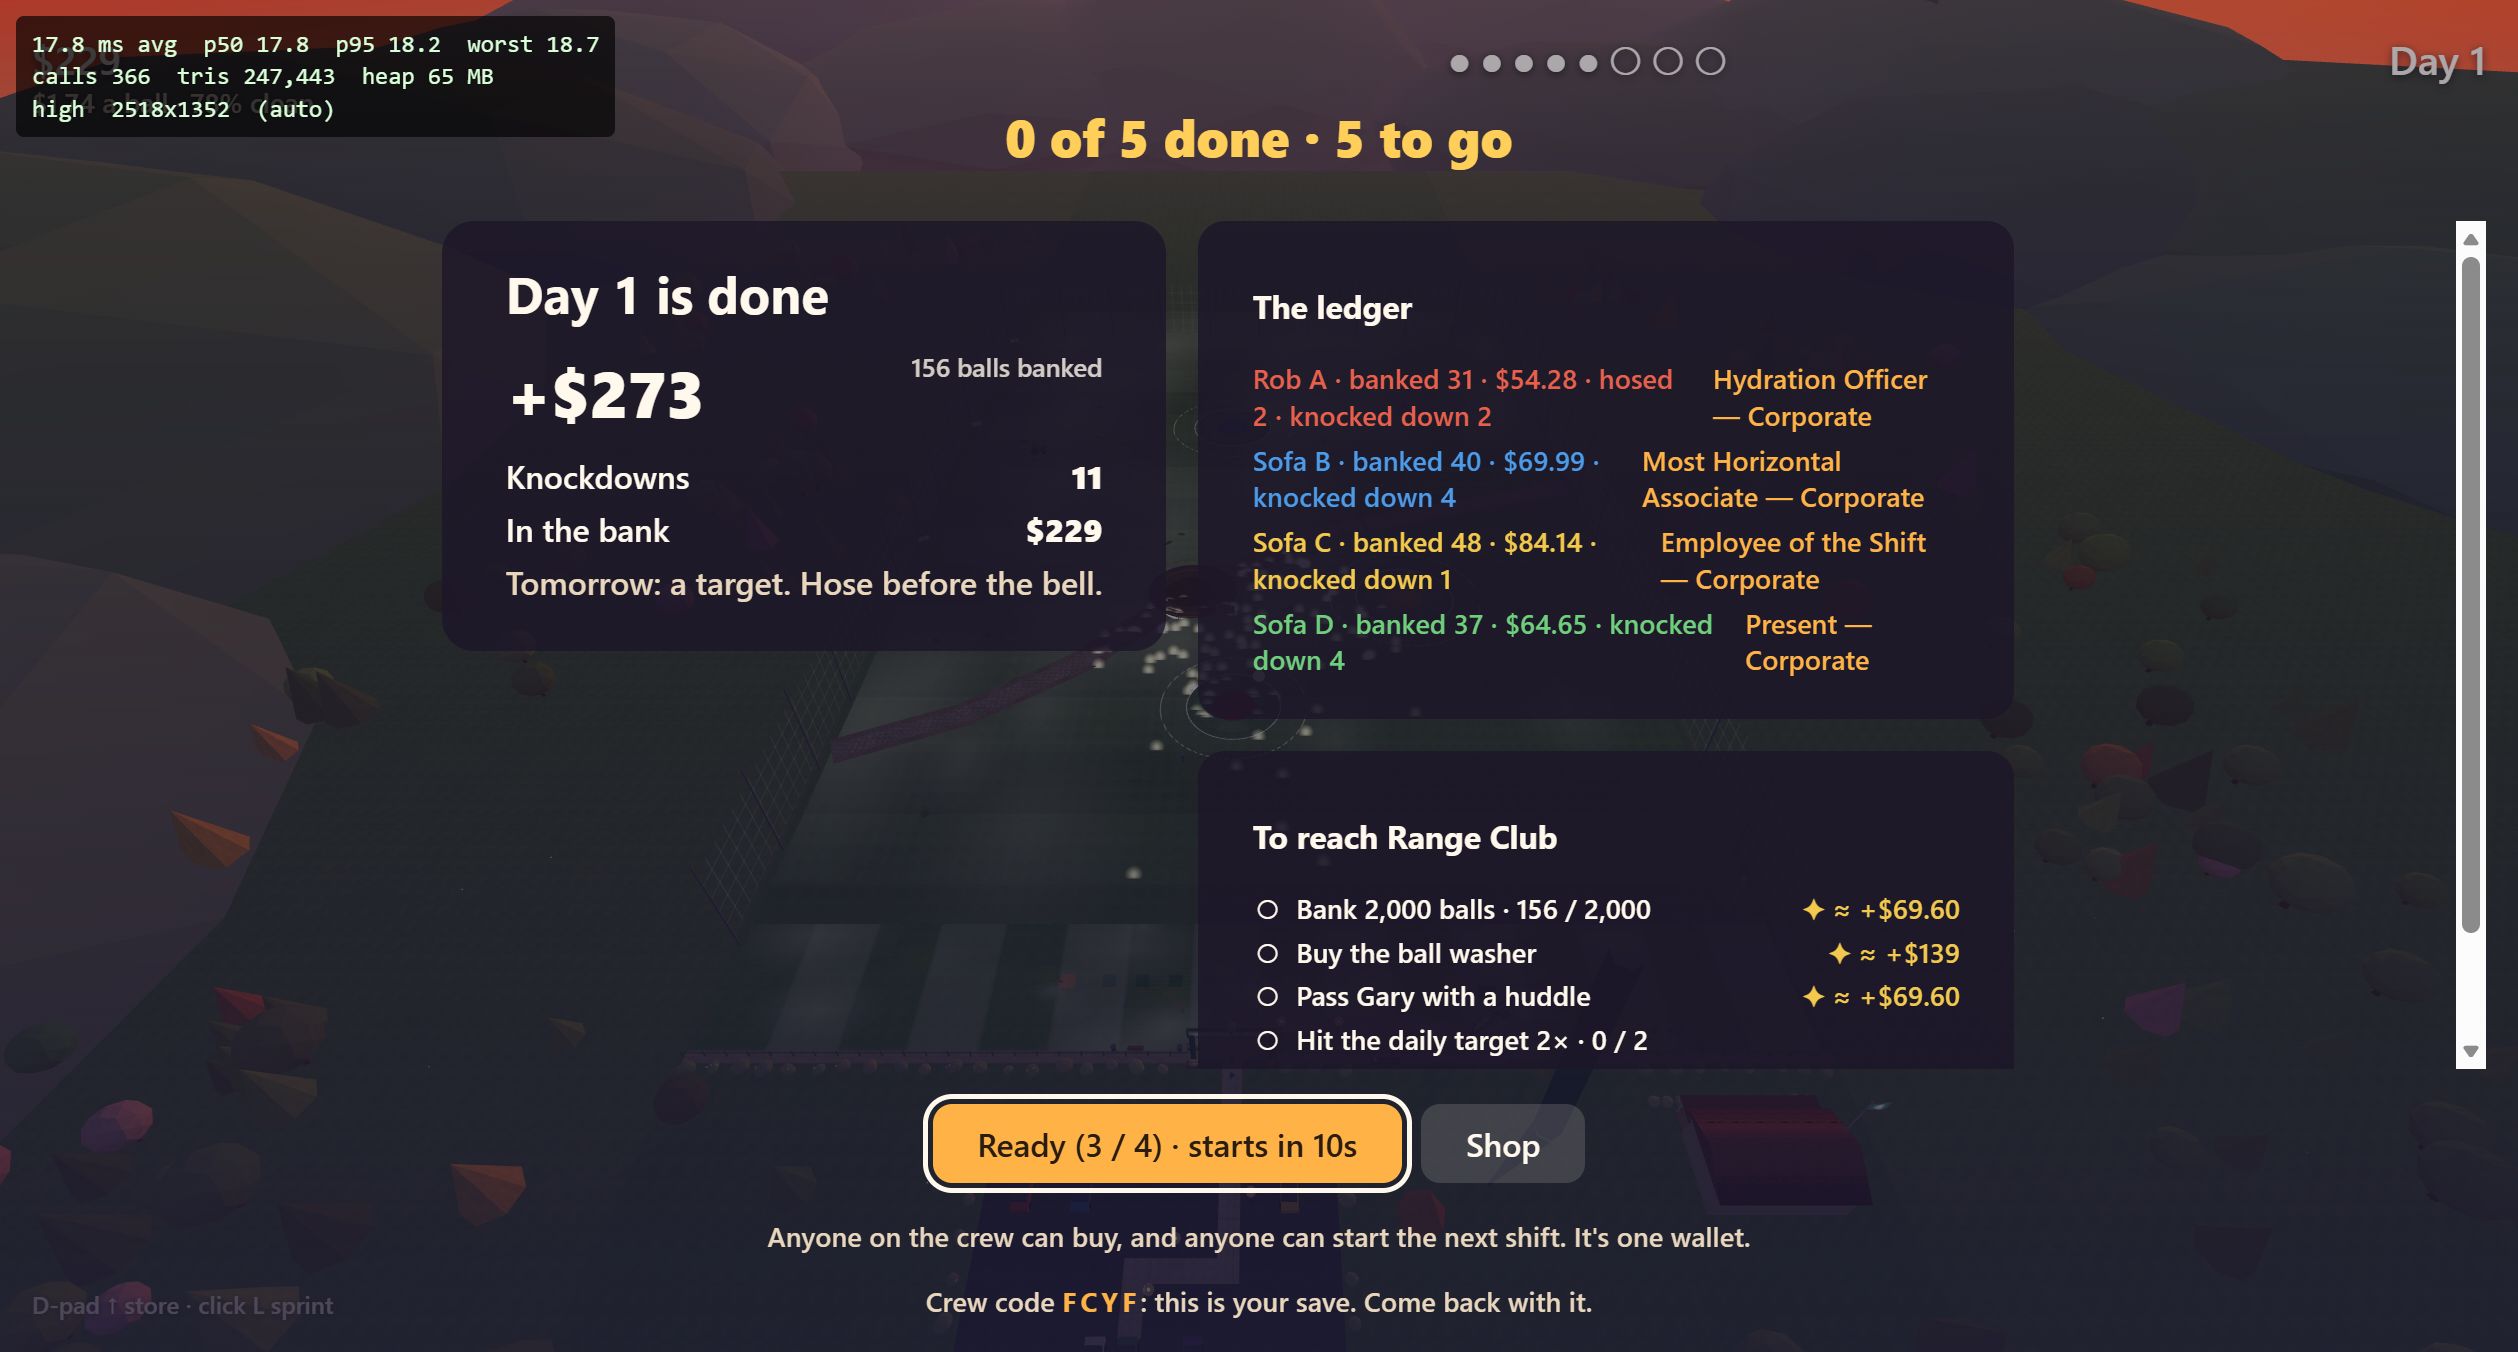 17.8 ms avg p50 17.8 p95 18.2 worst 18.7
calls 366 tris 247,443 heap 65 MB
high 2518x1352 (auto)
$229
Day 1
0 of 5 done · 5 to go
Day 1 is done
+$273
156 balls banked
Knockdowns 11
In the bank $229
Tomorrow: a target. Hose before the bell.
The ledger
Rob A · banked 31 · $54.28 · hosed
2 · knocked down 2
Hydration Officer
— Corporate
Sofa B · banked 40 · $69.99 ·
knocked down 4
Most Horizontal
Associate — Corporate
Sofa C · banked 48 · $84.14 ·
knocked down 1
Employee of the Shift
— Corporate
Sofa D · banked 37 · $64.65 · knocked
down 4
Present —
Corporate
To reach Range Club
Bank 2,000 balls · 156 / 2,000 ✦ ≈ +$69.60
Buy the ball washer ✦ ≈ +$139
Pass Gary with a huddle ✦ ≈ +$69.60
Hit the daily target 2× · 0 / 2
Ready (3 / 4) · starts in 10s
Shop
Anyone on the crew can buy, and anyone can start the next shift. It's one wallet.
Crew code FCYF: this is your save. Come back with it.
D-pad ↑ store · click L sprint